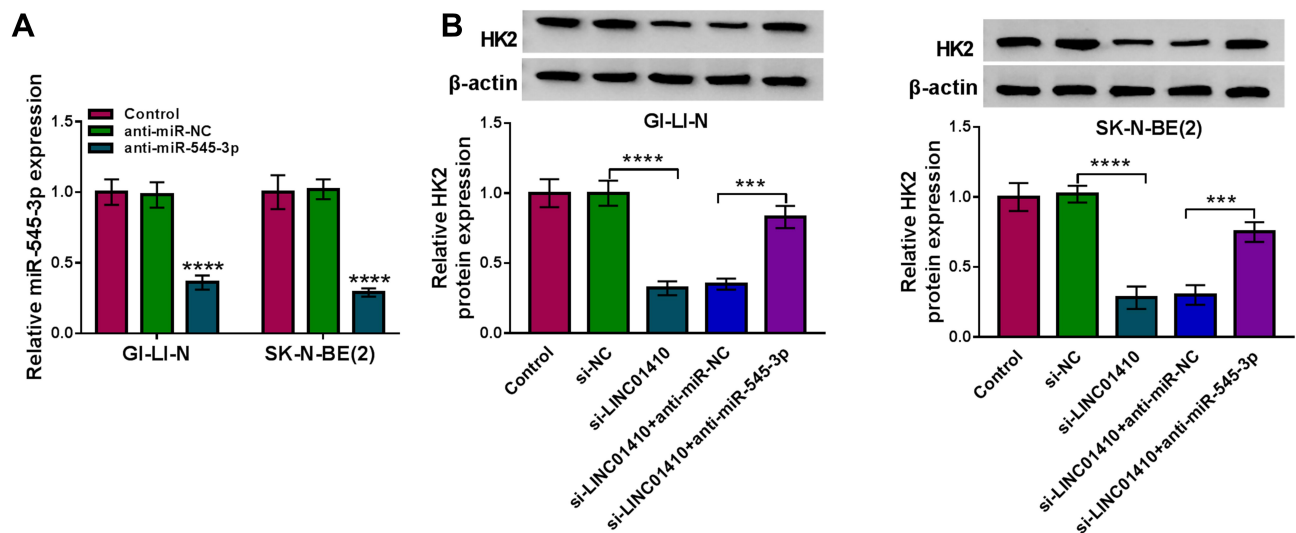 A
Relative miR-545-3p expression
1.5
1.0
0.5
0.0
Control
anti-miR-NC
anti-miR-545-3p
****
****
GI-LI-N
SK-N-BE(2)
B
HK2
β-actin
GI-LI-N
Relative HK2
protein expression
1.5
1.0
0.5
0.0
****
***
Control
si-NC
si-LINC01410
si-LINC01410+anti-miR-NC
si-LINC01410+anti-miR-545-3p
HK2
β-actin
SK-N-BE(2)
Relative HK2
protein expression
1.5
1.0
0.5
0.0
****
***
Control
si-NC
si-LINC01410
si-LINC01410+anti-miR-NC
si-LINC01410+anti-miR-545-3p